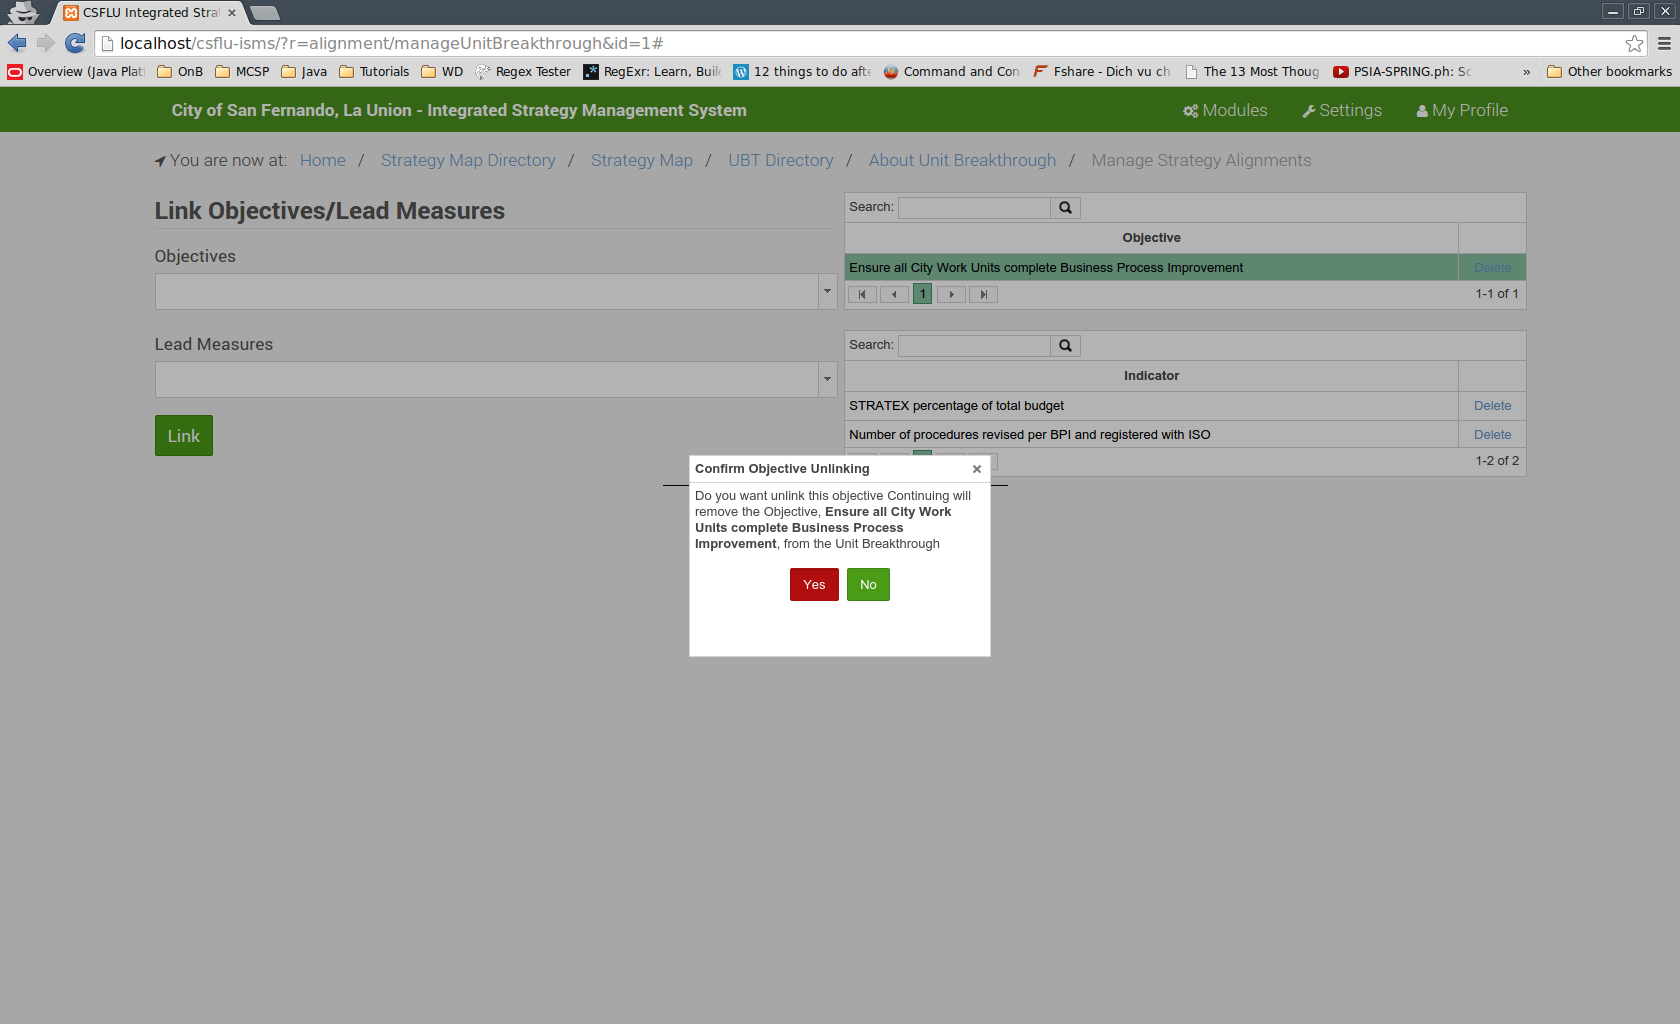 CSFLU Integrated Stra
localhost/csflu-isms/?r=alignment/manageUnitBreakthrough&id=1#
Overview (Java Plat OnB MCSP Java Tutorials WD Regex Tester RegExr: Learn, Buil 12 things to do afte Command and Con Fshare - Dich vu ch The 13 Most Thoug PSIA-SPRING.ph: Sc » Other bookmarks
City of San Fernando, La Union - Integrated Strategy Management System Modules Settings My Profile
You are now at: Home / Strategy Map Directory / Strategy Map / UBT Directory / About Unit Breakthrough / Manage Strategy Alignments
Link Objectives/Lead Measures
Objectives
Lead Measures
Link
Search:
Objective
Ensure all City Work Units complete Business Process Improvement Delete
1 1-1 of 1
Search:
Indicator
STRATEX percentage of total budget Delete
Number of procedures revised per BPI and registered with ISO Delete
1-2 of 2
Confirm Objective Unlinking
Do you want unlink this objective Continuing will
remove the Objective, Ensure all City Work
Units complete Business Process
Improvement, from the Unit Breakthrough
Yes No